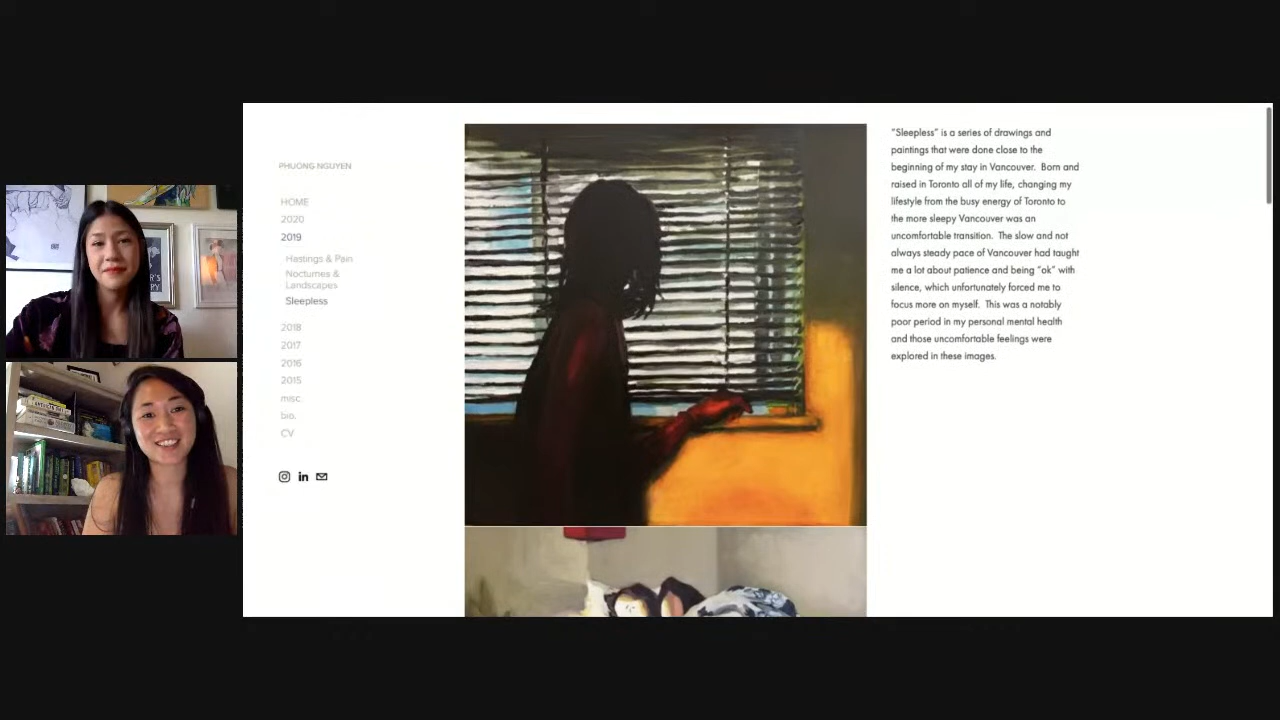 PHUONG NGUYEN
HOME
2020
2019
Hastings & Pain
Nocturnes &
Landscapes
Sleepless
2018
2017
2016
2015
misc
bio.
CV
"Sleepless" is a series of drawings and
paintings that were done close to the
beginning of my stay in Vancouver. Born and
raised in Toronto all of my life, changing my
lifestyle from the busy energy of Toronto to
the more sleepy Vancouver was an
uncomfortable transition. The slow and not
always steady pace of Vancouver had taught
me a lot about patience and being "ok" with
silence, which unfortunately forced me to
focus more on myself. This was a notably
poor period in my personal mental health
and those uncomfortable feelings were
explored in these images.